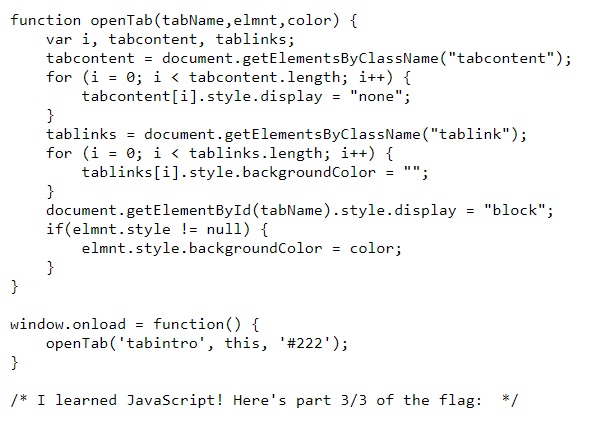 function openTab(tabName,elmnt,color) {
    var i, tabcontent, tablinks;
    tabcontent = document.getElementsByClassName("tabcontent");
    for (i = 0; i < tabcontent.length; i++) {
        tabcontent[i].style.display = "none";
    }
    tablinks = document.getElementsByClassName("tablink");
    for (i = 0; i < tablinks.length; i++) {
        tablinks[i].style.backgroundColor = "";
    }
    document.getElementById(tabName).style.display = "block";
    if(elmnt.style != null) {
        elmnt.style.backgroundColor = color;
    }
}

window.onload = function() {
    openTab('tabintro', this, '#222');
}

/* I learned JavaScript! Here's part 3/3 of the flag:  */